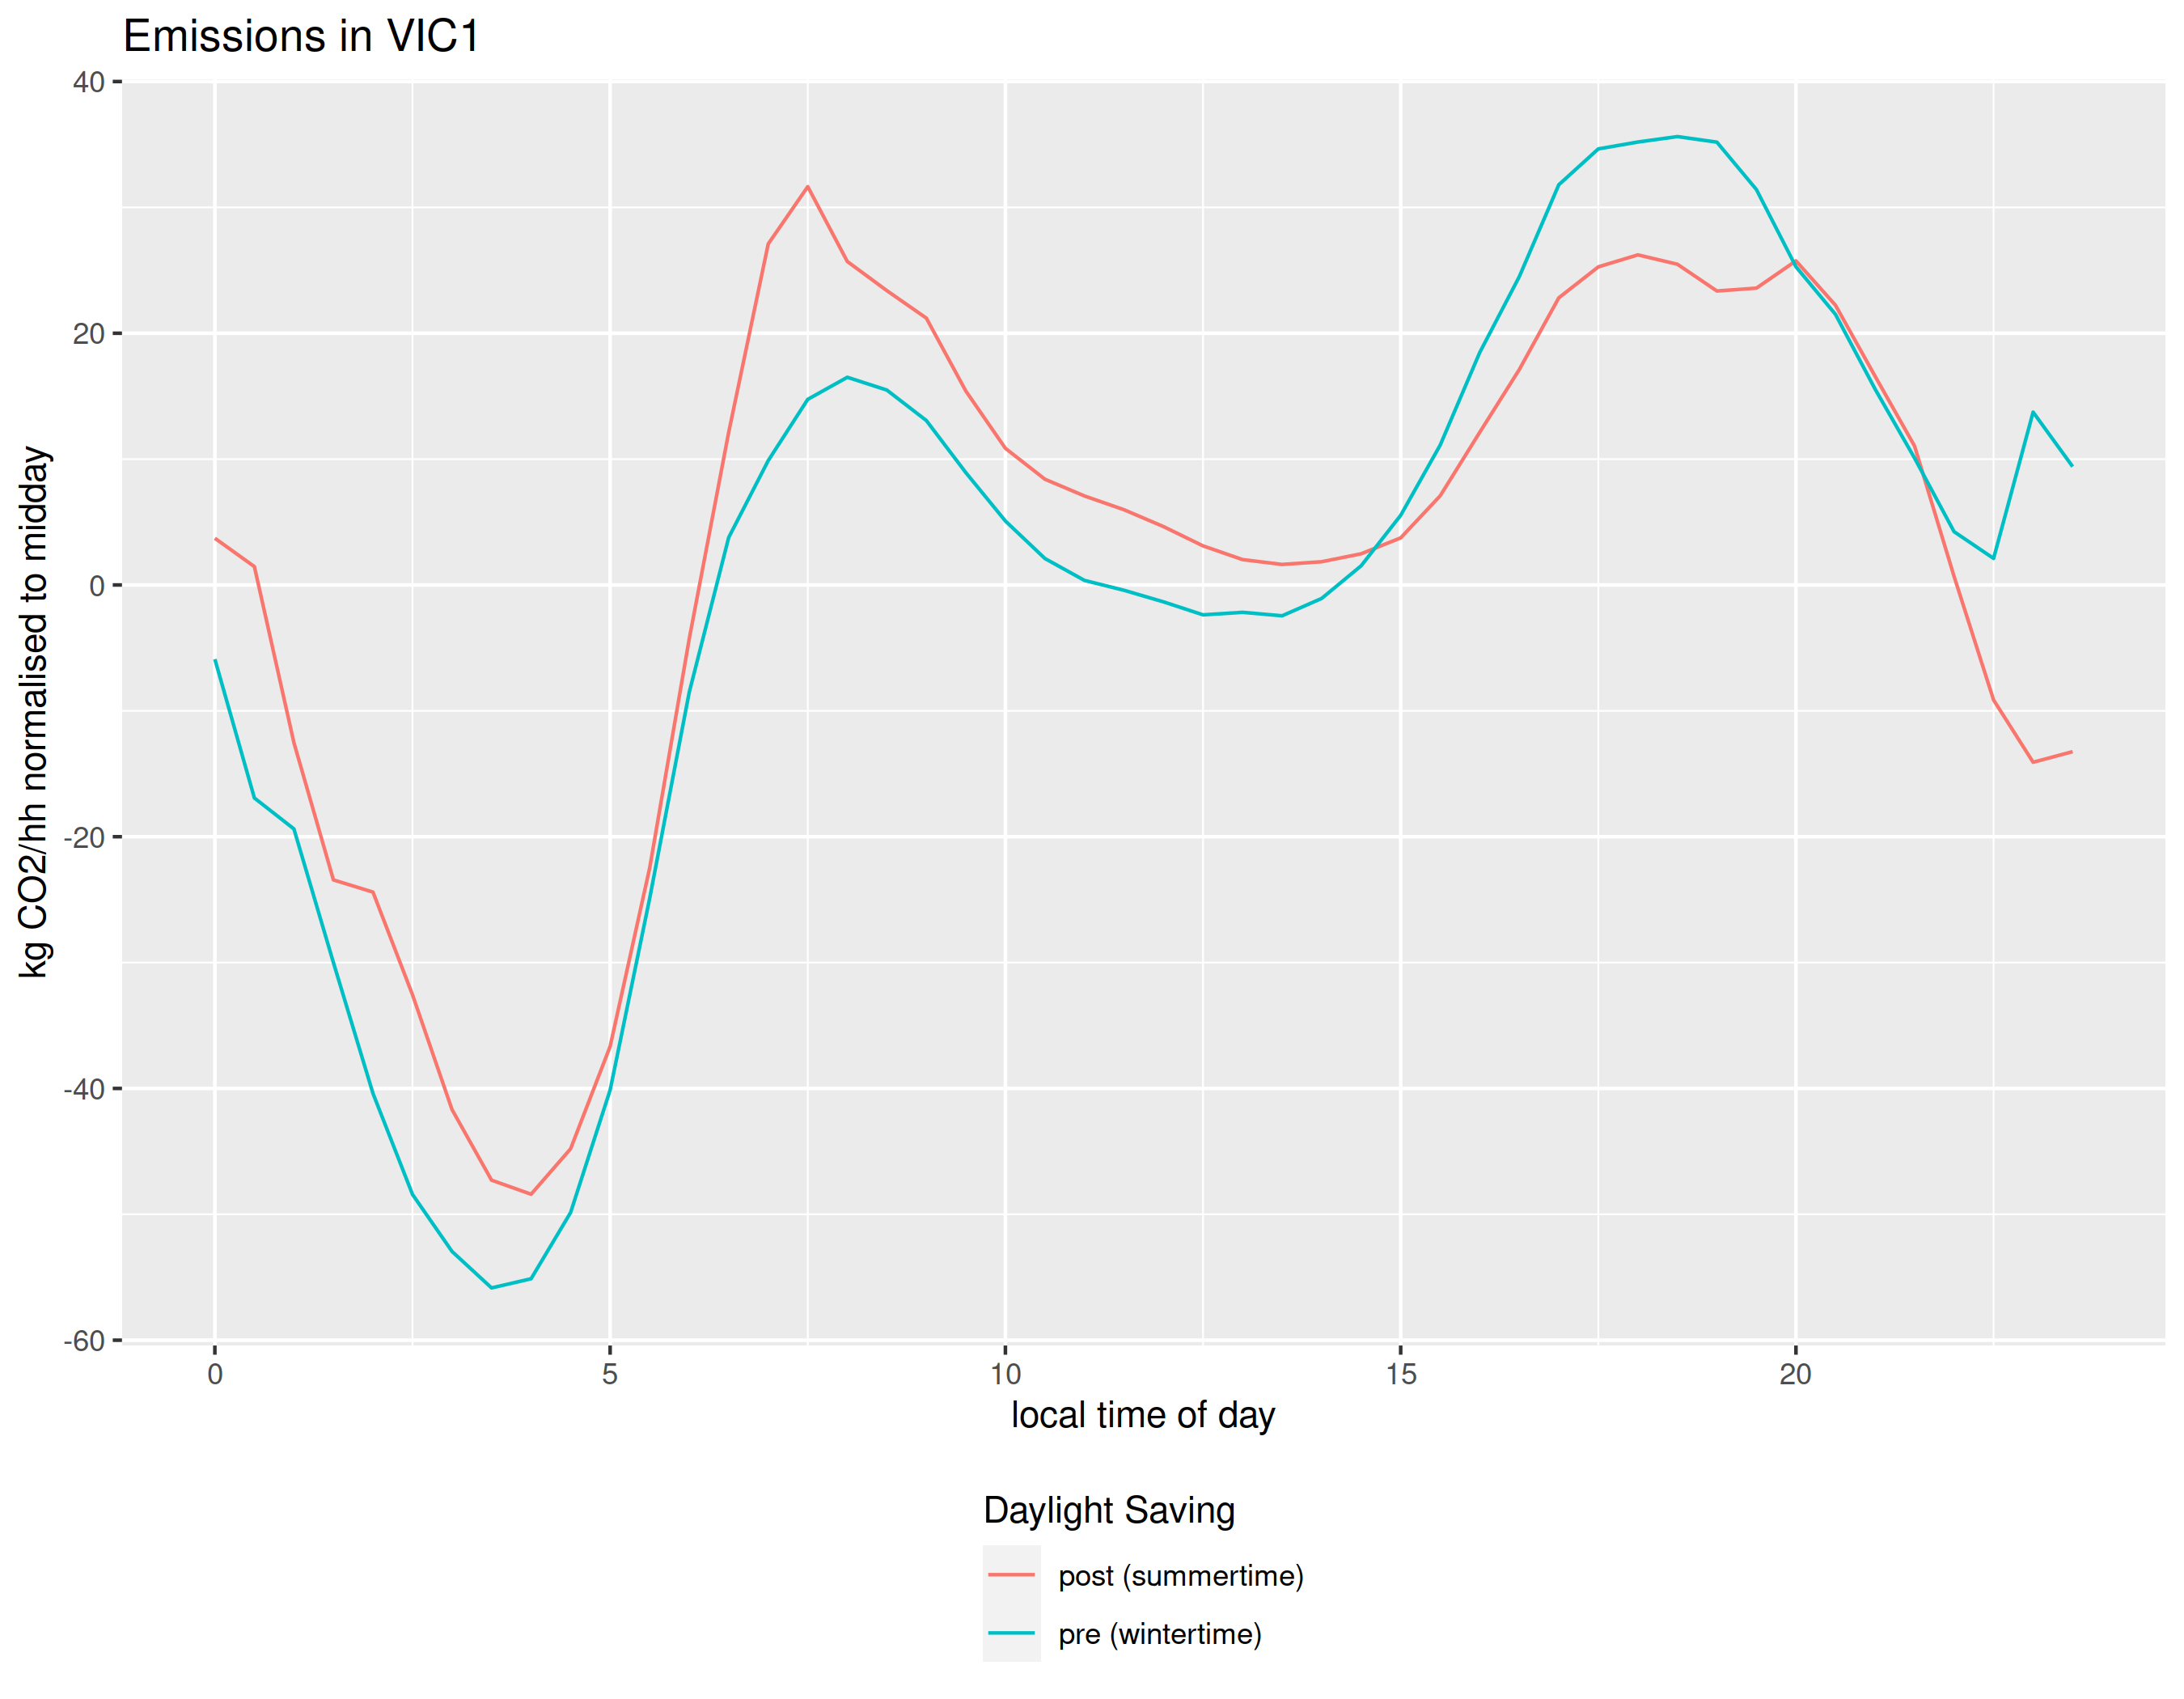 Emissions in VIC1
kg CO2/hh normalised to midday
40
20
0
-20
-40
-60
0
5
10
15
20
local time of day
Daylight Saving
post (summertime)
pre (wintertime)